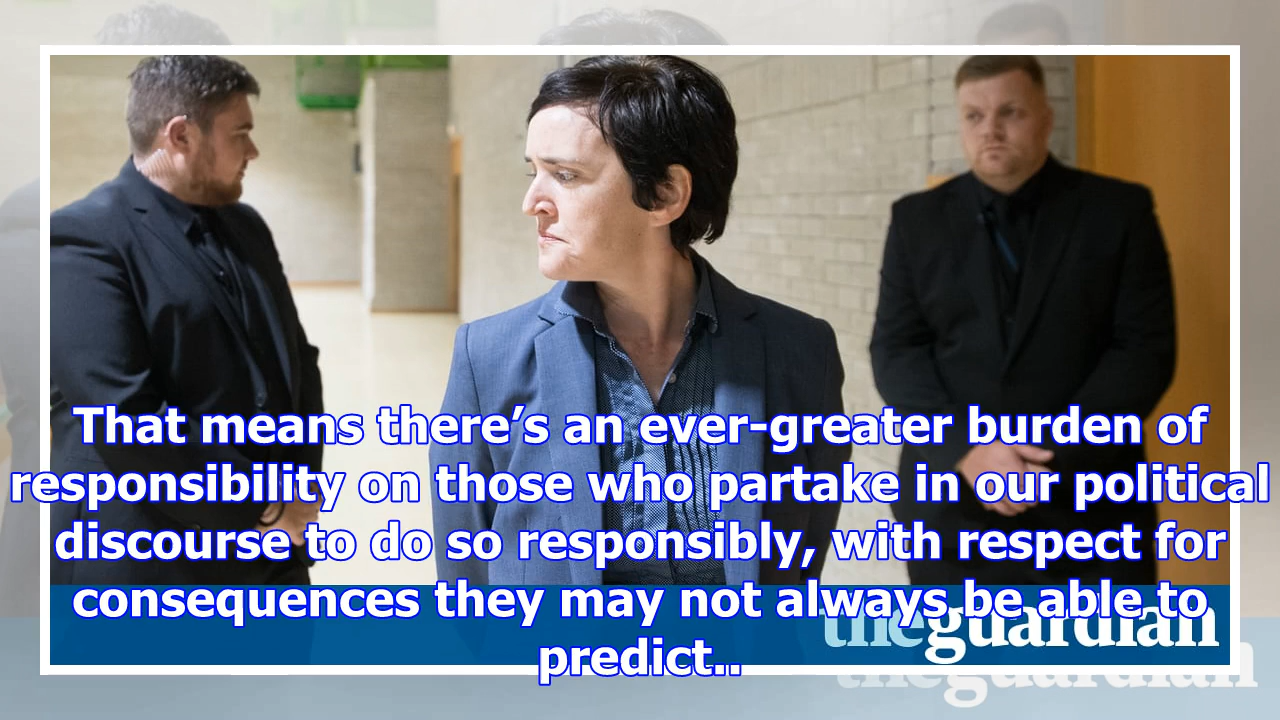 That means there’s an ever-greater burden of
responsibility on those who partake in our political
discourse to do so responsibly, with respect for
consequences they may not always be able to
predict..
theguardian
theguardian